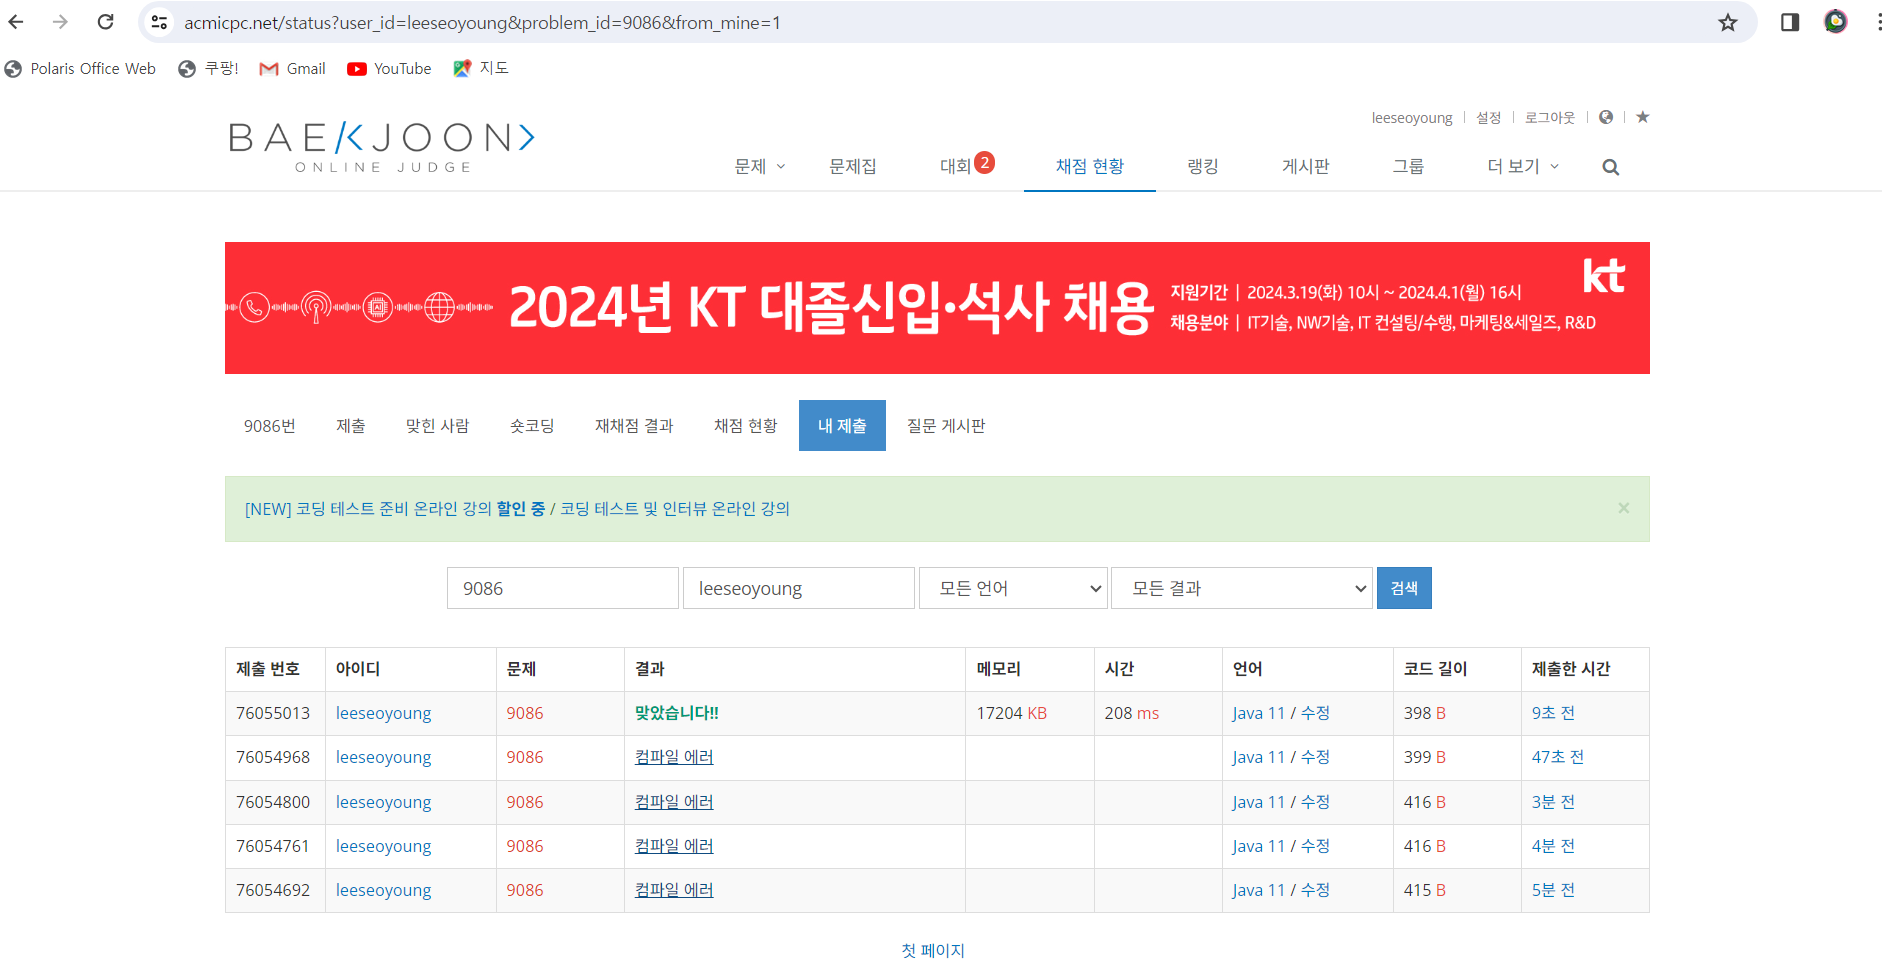 acmicpc.net/status?user_id=leeseoyoung&problem_id=9086&from_mine=1
Polaris Office Web 쿠팡! Gmail YouTube 지도
leeseoyoung 설정 로그아웃
BAEKJOON
ONLINE JUDGE
문제 문제집 대회 2 채점 현황 랭킹 게시판 그룹 더 보기
2024년 KT 대졸신입·석사 채용
지원기간 | 2024.3.19(화) 10시 ~ 2024.4.1(월) 16시
채용분야 | IT기술, NW기술, IT 컨설팅/수행, 마케팅&세일즈, R&D
kt
9086번 제출 맞힌 사람 숏코딩 재채점 결과 채점 현황 내 제출 질문 게시판
[NEW] 코딩 테스트 준비 온라인 강의 할인 중 / 코딩 테스트 및 인터뷰 온라인 강의 ×
9086 leeseoyoung 모든 언어 모든 결과 검색
제출 번호 아이디 문제 결과 메모리 시간 언어 코드 길이 제출한 시간
76055013 leeseoyoung 9086 맞았습니다!! 17204 KB 208 ms Java 11 / 수정 398 B 9초 전
76054968 leeseoyoung 9086 컴파일 에러 Java 11 / 수정 399 B 47초 전
76054800 leeseoyoung 9086 컴파일 에러 Java 11 / 수정 416 B 3분 전
76054761 leeseoyoung 9086 컴파일 에러 Java 11 / 수정 416 B 4분 전
76054692 leeseoyoung 9086 컴파일 에러 Java 11 / 수정 415 B 5분 전
첫 페이지